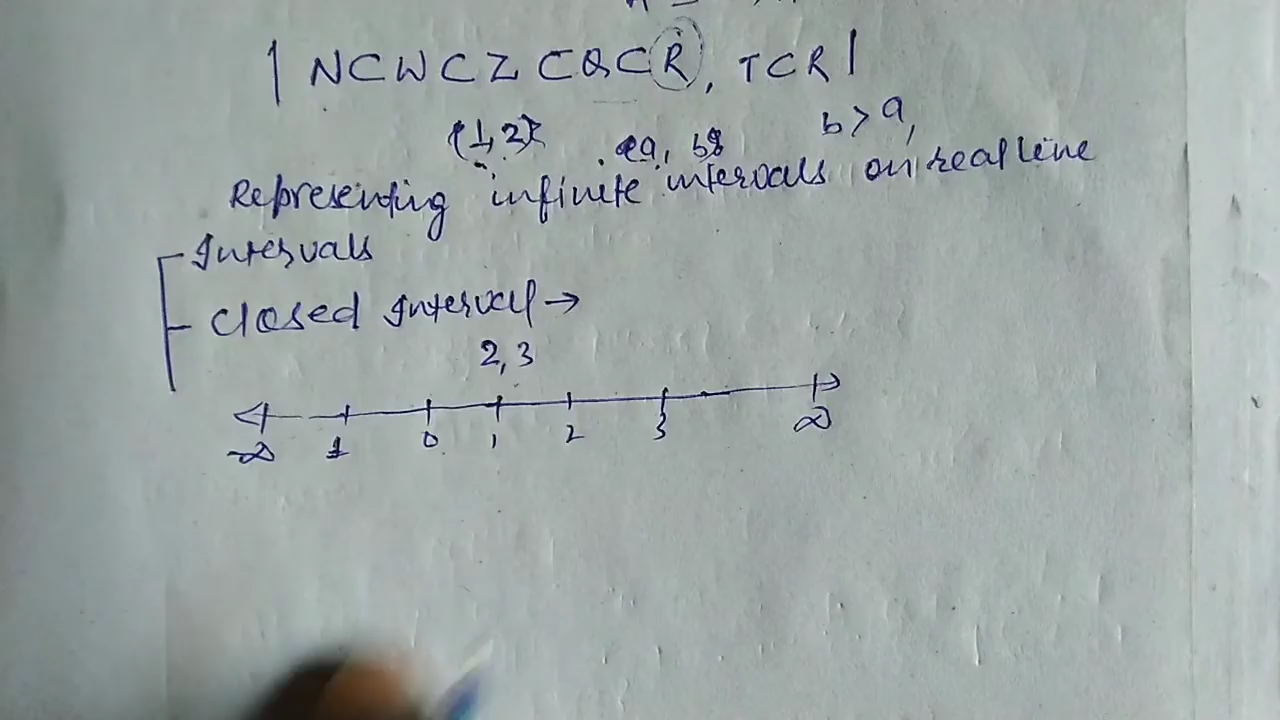 | N C W C Z C Q C R, T C R |
{1, 2} {a, b} b > a,
Representing infinite intervals on real line
Intervals
Closed Interval →
2, 3
-∞ -1 0 1 2 3 ∞